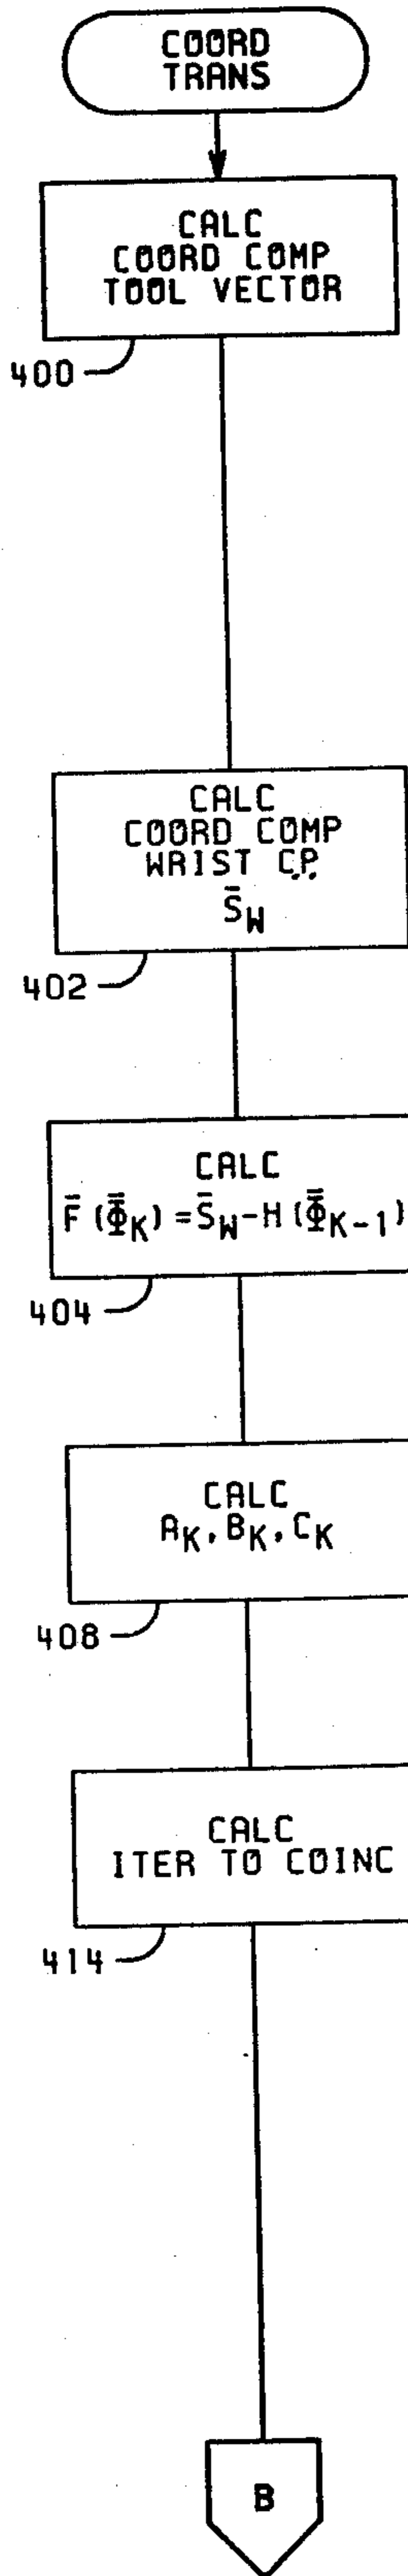 COORD
TRANS
CALC
COORD COMP
TOOL VECTOR
400
CALC
COORD COMP
WRIST CP
S̄W
402
CALC
F̄(Φ̄K)=S̄W-H(Φ̄K-1)
404
CALC
AK,BK,CK
408
CALC
ITER TO COINC
414
B